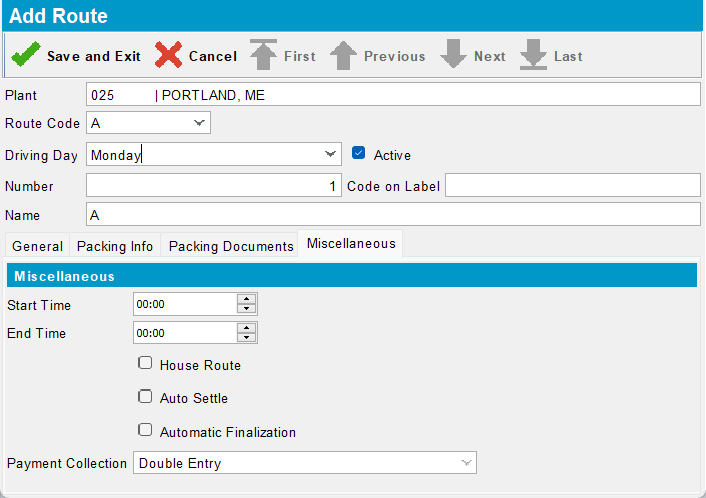 Add Route
Save and Exit Cancel First Previous Next Last
Plant 025 | PORTLAND, ME
Route Code A
Driving Day Monday Active
Number 1 Code on Label
Name A
General Packing Info Packing Documents Miscellaneous
Miscellaneous
Start Time 00:00
End Time 00:00
House Route
Auto Settle
Automatic Finalization
Payment Collection Double Entry